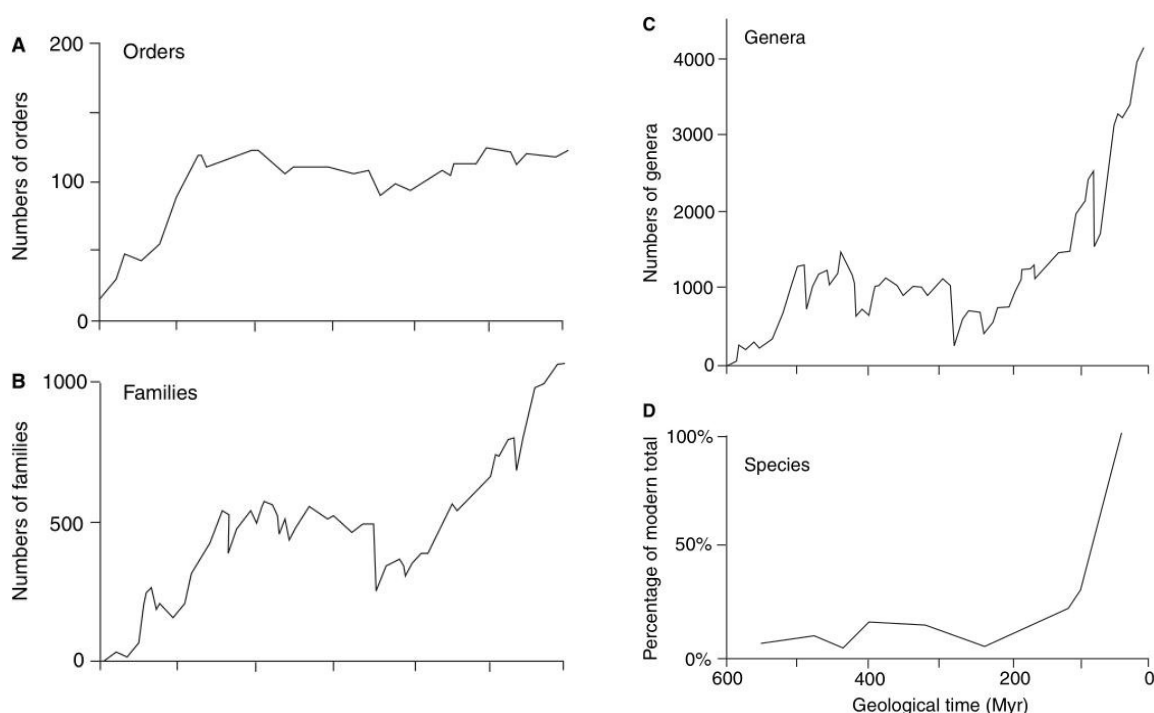 A
Orders
200
100
0
Numbers of orders
B
Families
1000
500
0
Numbers of families
C
Genera
4000
3000
2000
1000
0
Numbers of genera
D
Species
100%
50%
0%
Percentage of modern total
600 400 200 0
Geological time (Myr)